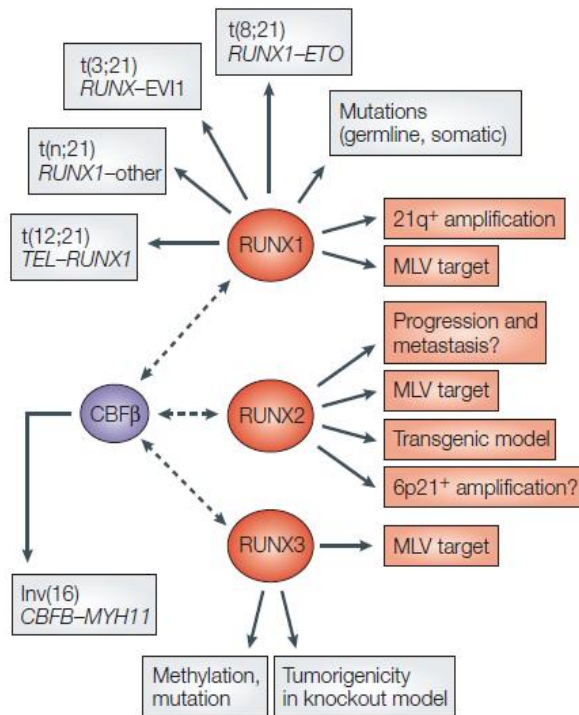 t(8;21)
RUNX1–ETO
t(3;21)
RUNX–EVI1
Mutations
(germline, somatic)
t(n;21)
RUNX1–other
t(12;21)
TEL–RUNX1
RUNX1
21q+ amplification
MLV target
Progression and
metastasis?
MLV target
CBFβ
RUNX2
Transgenic model
6p21+ amplification?
RUNX3
MLV target
Inv(16)
CBFB–MYH11
Methylation,
mutation
Tumorigenicity
in knockout model